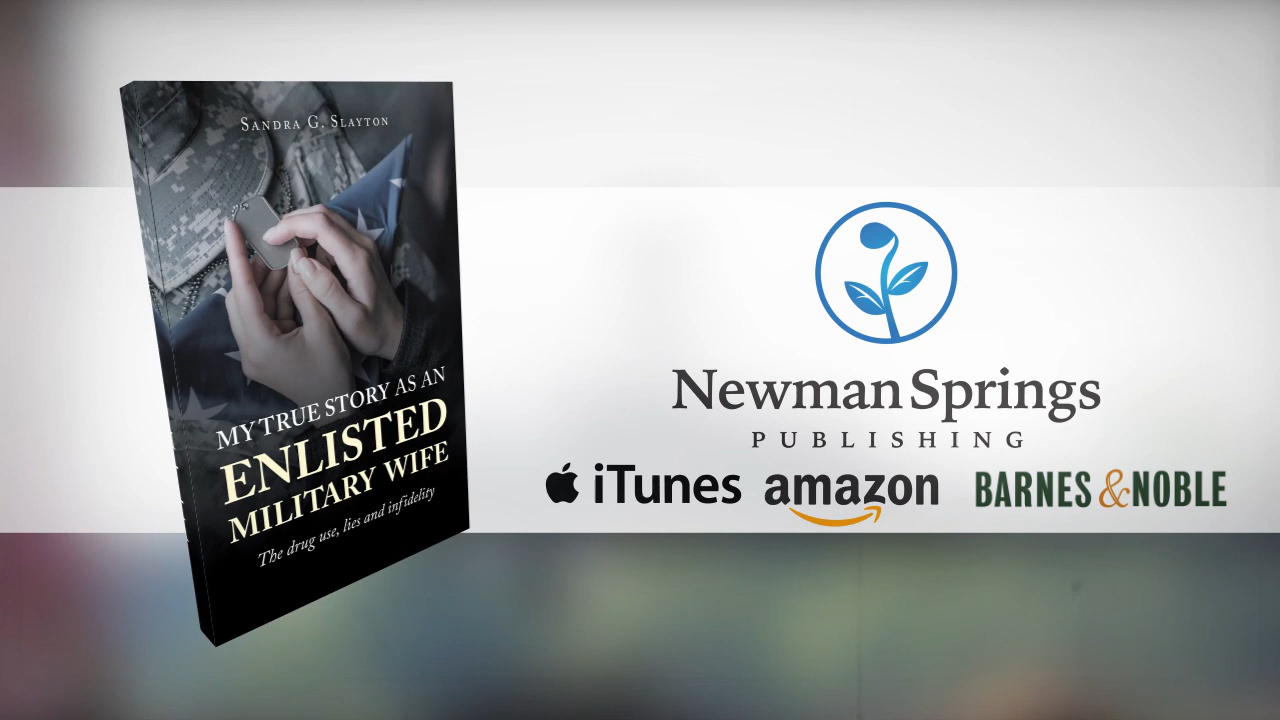 Sandra G. Slayton
MY TRUE STORY AS AN
ENLISTED
MILITARY WIFE
The drug use, lies and infidelity
Newman Springs
PUBLISHING
iTunes amazon BARNES & NOBLE